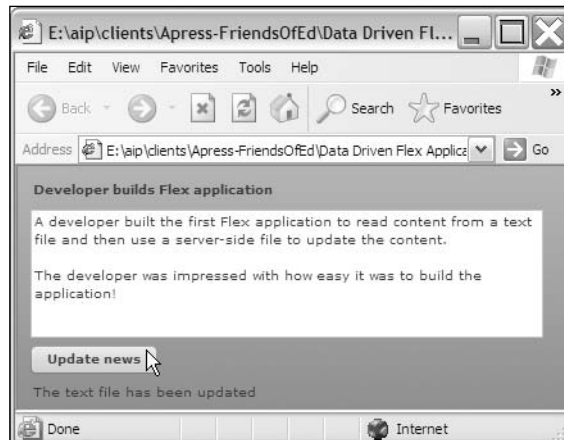 E:\aip\clients\Apress-FriendsOfEd\Data Driven Fl...
File Edit View Favorites Tools Help
Back Search Favorites »
Address E:\aip\clients\Apress-FriendsOfEd\Data Driven Flex Applica Go
Developer builds Flex application
A developer built the first Flex application to read content from a text
file and then use a server-side file to update the content.
The developer was impressed with how easy it was to build the
application!
Update news
The text file has been updated
Done Internet